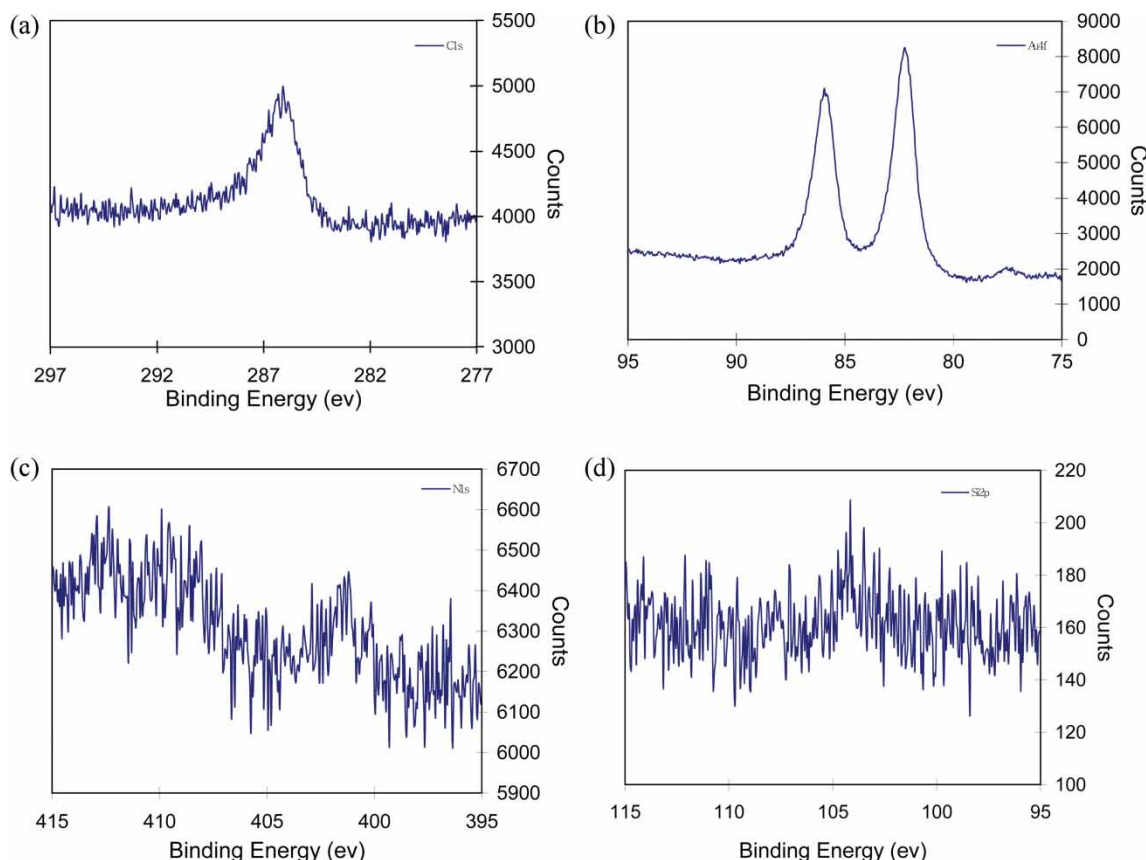 (a)
C1s
5500
5000
4500
4000
3500
3000
Counts
297 292 287 282 277
Binding Energy (ev)
(b)
Au4f
9000
8000
7000
6000
5000
4000
3000
2000
1000
0
Counts
95 90 85 80 75
Binding Energy (ev)
(c)
N1s
6700
6600
6500
6400
6300
6200
6100
6000
5900
Counts
415 410 405 400 395
Binding Energy (ev)
(d)
Si2p
220
200
180
160
140
120
100
Counts
115 110 105 100 95
Binding Energy (ev)